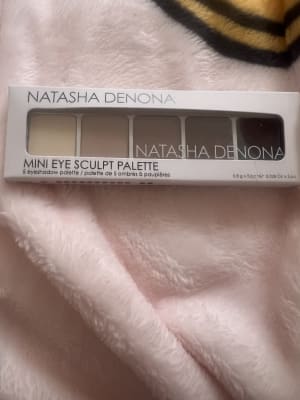 NATASHA DENONA
NATASHA DENONA
MINI EYE SCULPT PALETTE
5 eyeshadow palette / palette de 5 ombres à paupières